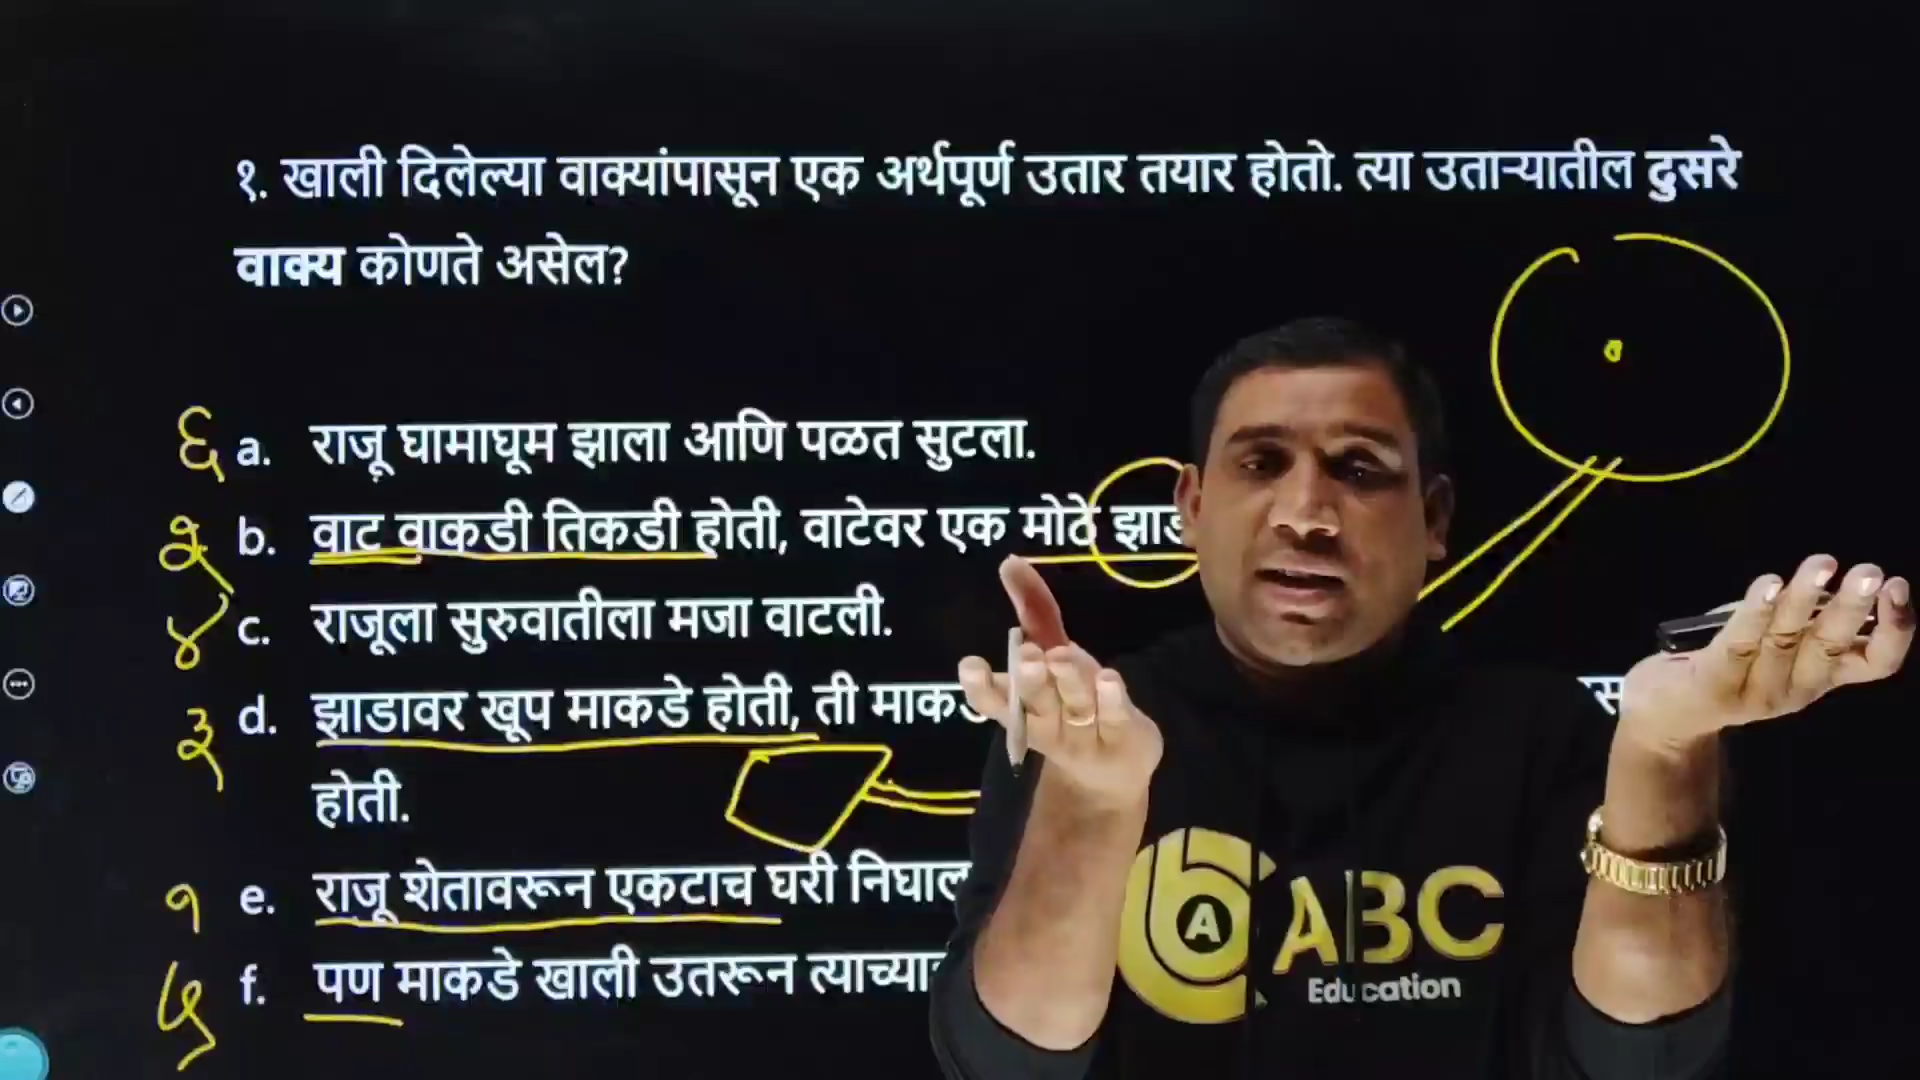 १. खाली दिलेल्या वाक्यांपासून एक अर्थपूर्ण उतार तयार होतो. त्या उताऱ्यातील दुसरे
वाक्य कोणते असेल?
६ a. राजू घामाघूम झाला आणि पळत सुटला.
२ b. वाट वाकडी तिकडी होती, वाटेवर एक मोठे झाड
४ c. राजूला सुरुवातीला मजा वाटली.
३ d. झाडावर खूप माकडे होती, ती
होती.
१ e. राजू शेतावरून एकटाच घरी
५ f. पण माकडे खाली उतरून
A ABC
Education